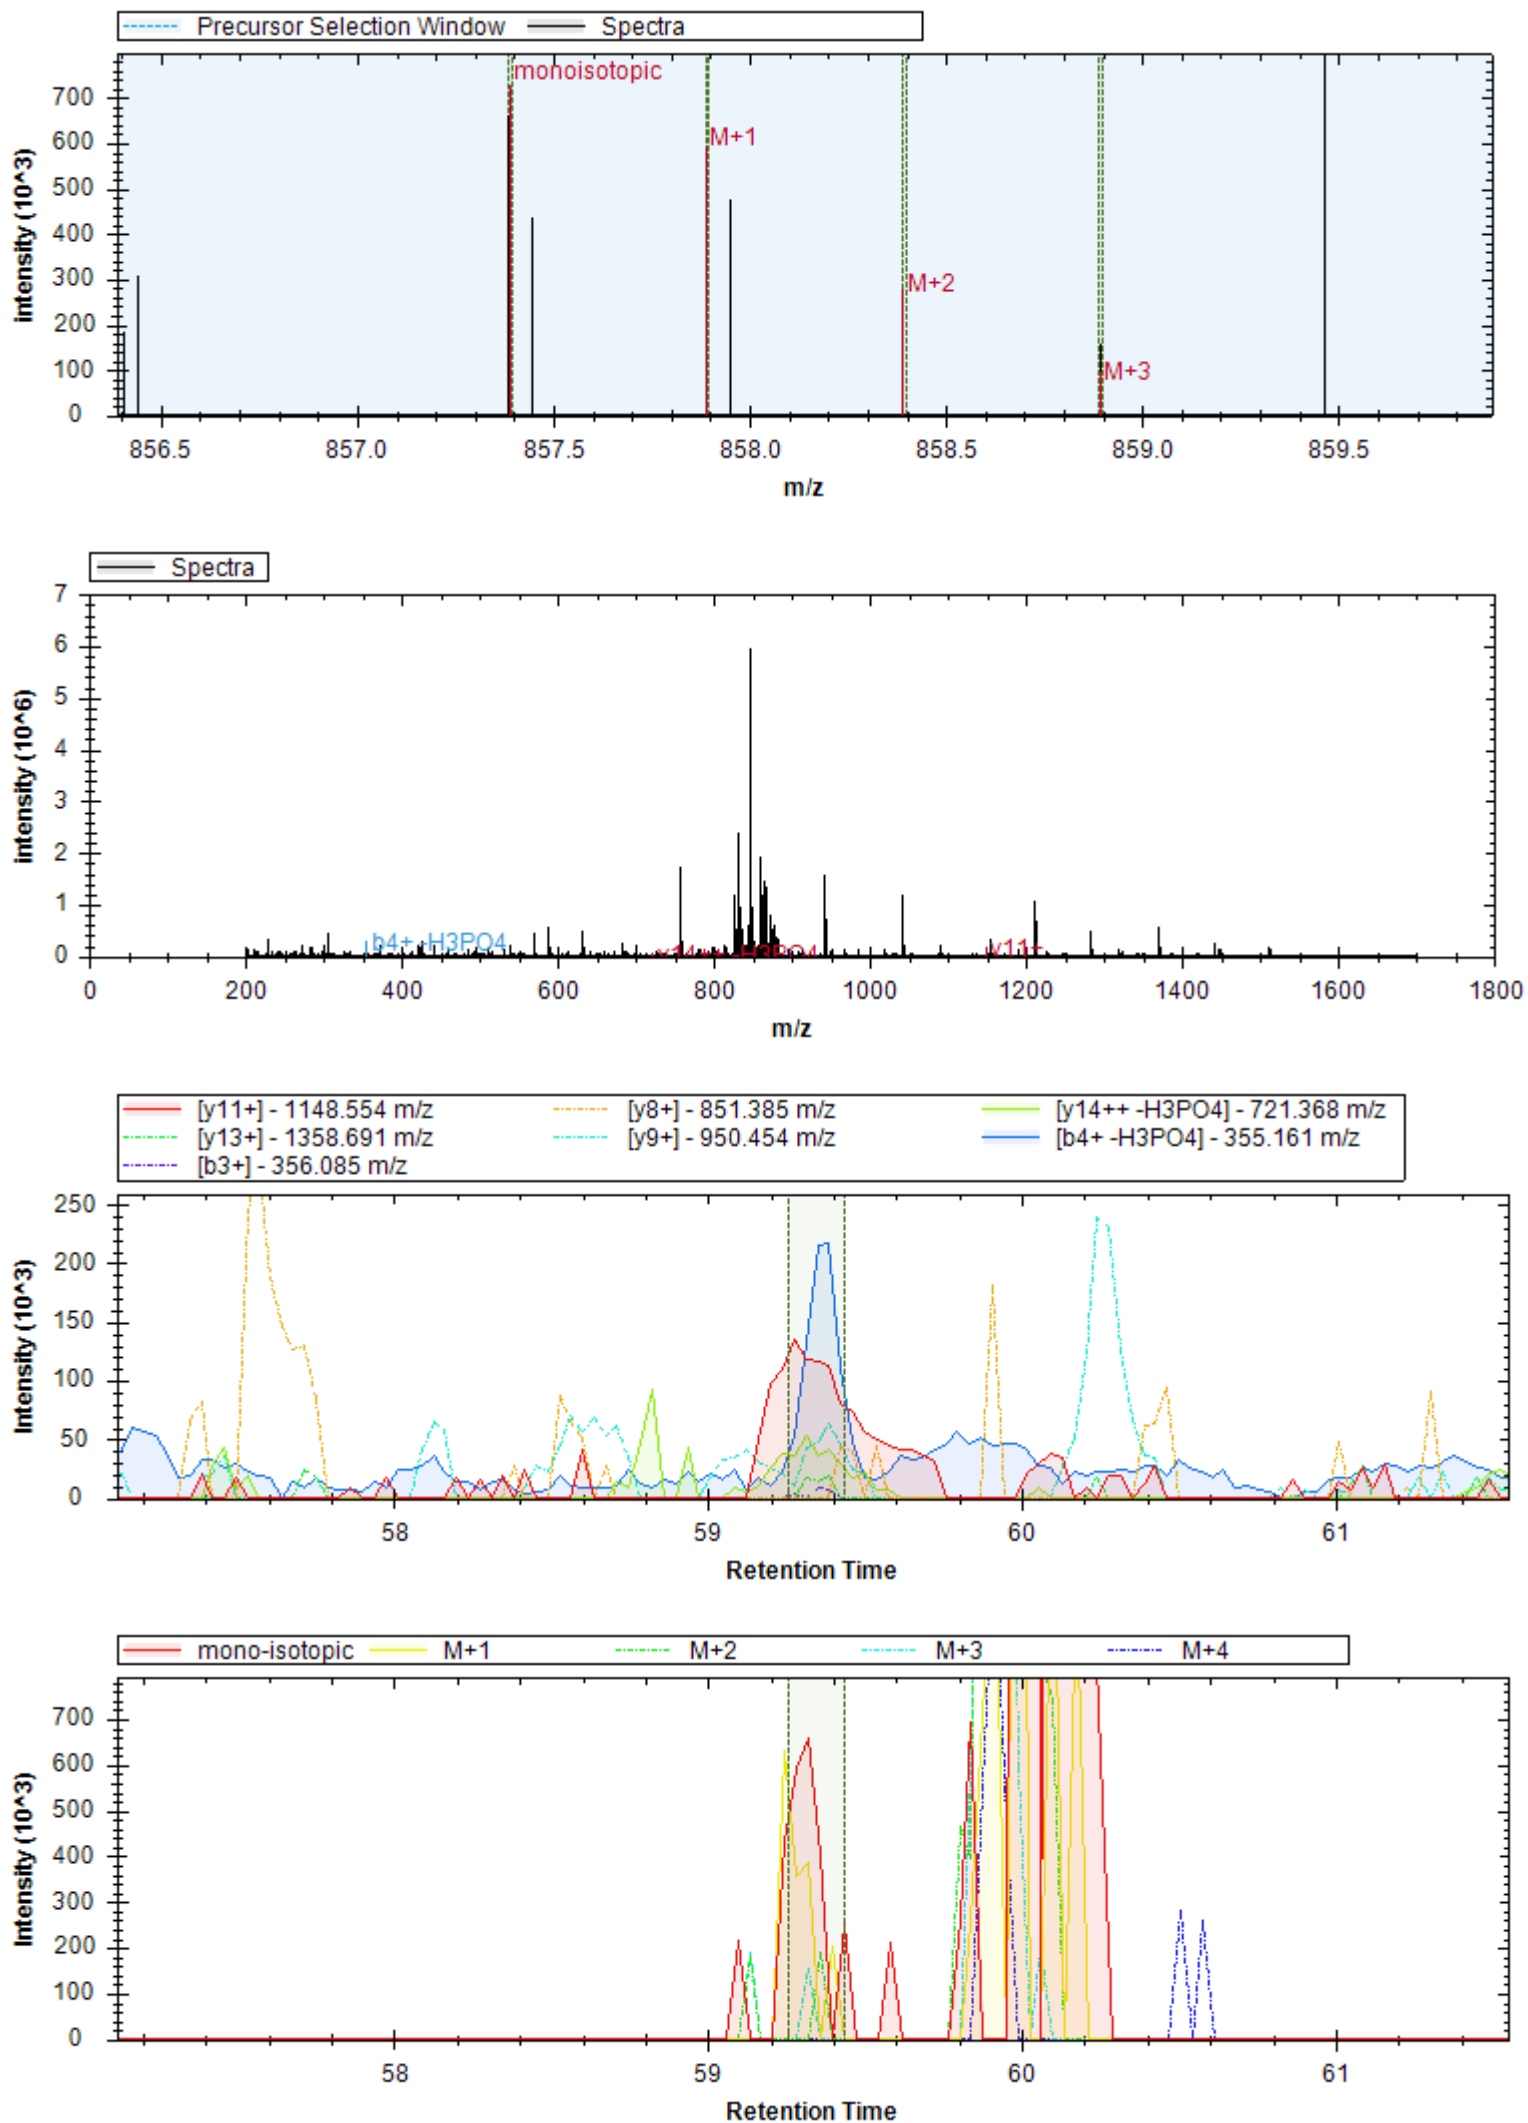 Precursor Selection Window Spectra
monoisotopic
M+1
M+2
M+3
intensity (10^3)
700
600
500
400
300
200
100
0
856.5 857.0 857.5 858.0 858.5 859.0 859.5
m/z
Spectra
intensity (10^6)
7
6
5
4
3
2
1
0
b4+ -H3PO4
y14++ -H3PO4
y11+
0 200 400 600 800 1000 1200 1400 1600 1800
m/z
[y11+] - 1148.554 m/z [y8+] - 851.385 m/z [y14++ -H3PO4] - 721.368 m/z
[y13+] - 1358.691 m/z [y9+] - 950.454 m/z [b4+ -H3PO4] - 355.161 m/z
[b3+] - 356.085 m/z
Intensity (10^3)
250
200
150
100
50
0
58 59 60 61
Retention Time
mono-isotopic M+1 M+2 M+3 M+4
Intensity (10^3)
700
600
500
400
300
200
100
0
58 59 60 61
Retention Time